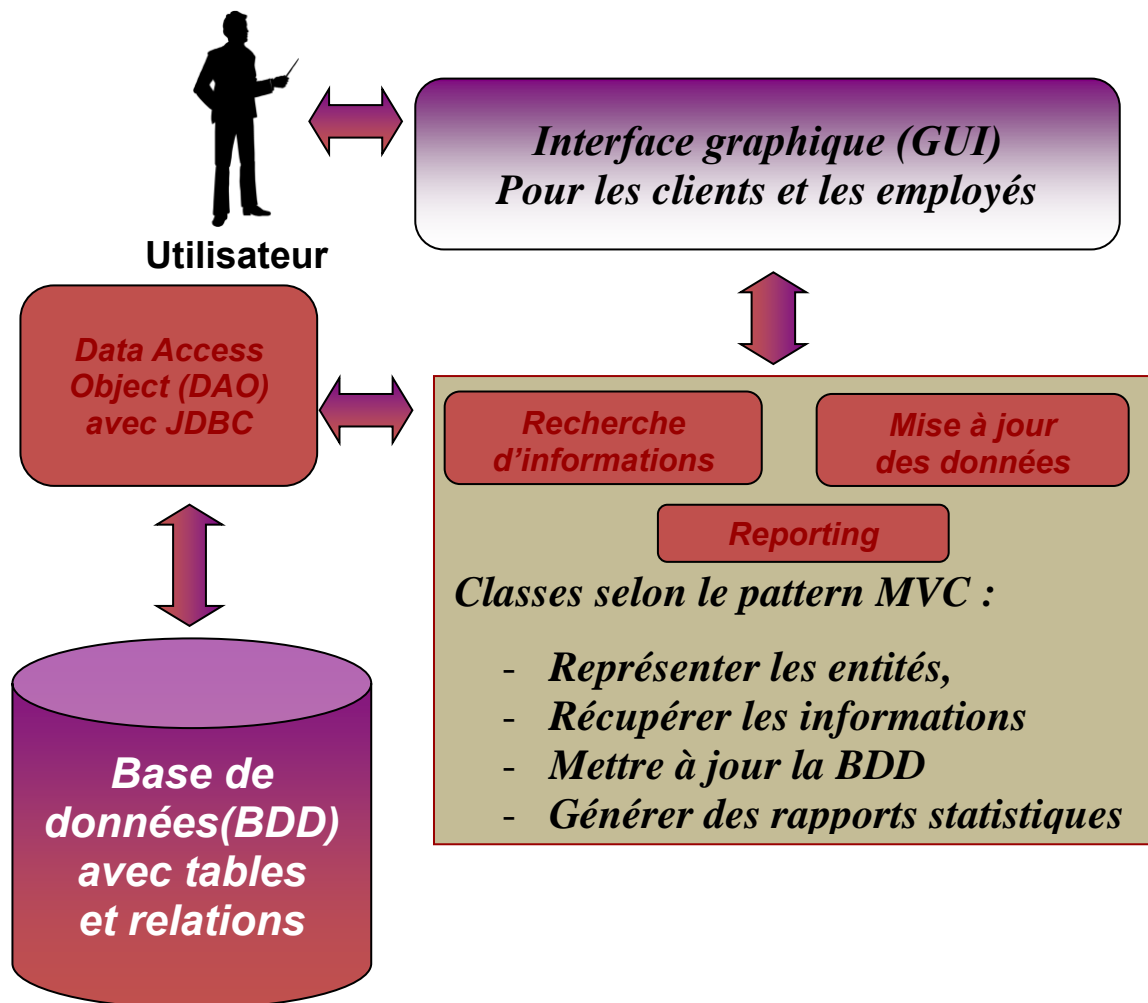 Interface graphique (GUI)
Pour les clients et les employés
Utilisateur
Data Access
Object (DAO)
avec JDBC
Recherche
d’informations
Mise à jour
des données
Reporting
Classes selon le pattern MVC :
- Représenter les entités,
- Récupérer les informations
- Mettre à jour la BDD
- Générer des rapports statistiques
Base de
données(BDD)
avec tables
et relations